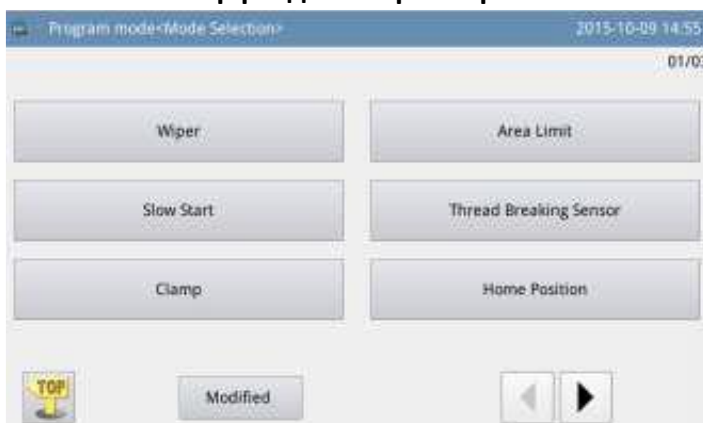 Program mode<Mode Selection> 2015-10-09 14:55
01/03
Wiper Area Limit
Slow Start Thread Breaking Sensor
Clamp Home Position
TOP Modified